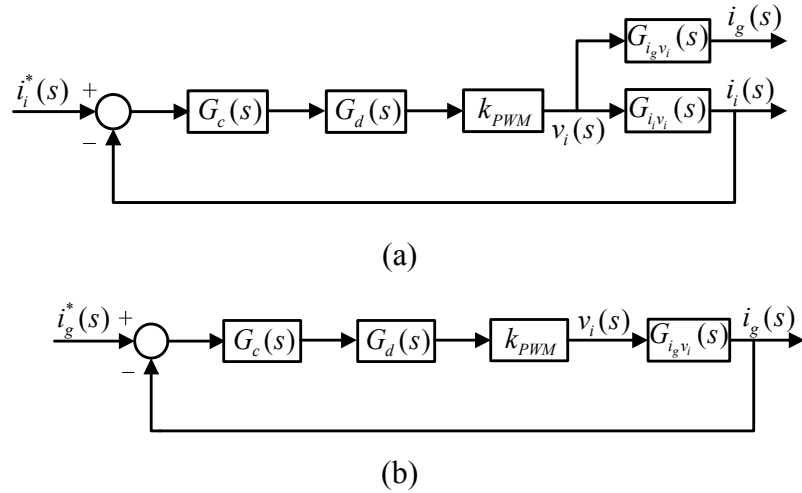 i_g(s)
G_{i_g v_i}(s)
i_i^*(s) + G_c(s) G_d(s) k_{PWM} v_i(s) G_{i_i v_i}(s) i_i(s)
−
(a)
i_g^*(s) + G_c(s) G_d(s) k_{PWM} v_i(s) G_{i_g v_i}(s) i_g(s)
−
(b)